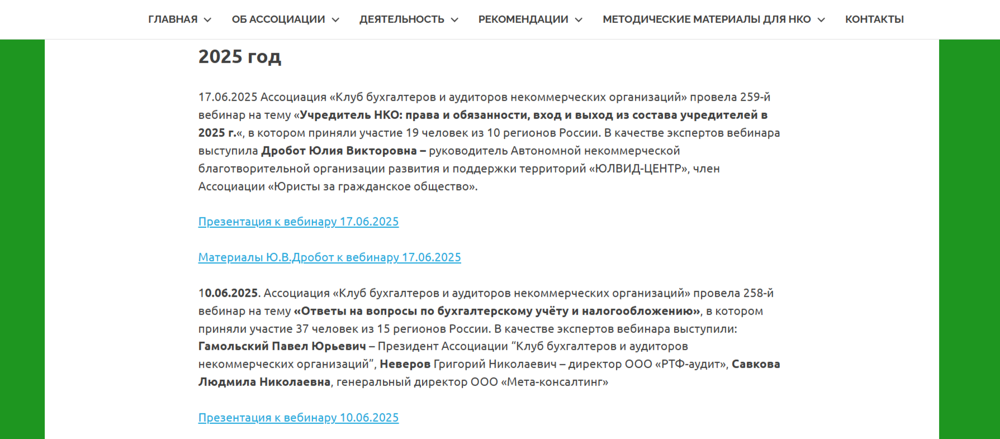 ГЛАВНАЯ ОБ АССОЦИАЦИИ ДЕЯТЕЛЬНОСТЬ РЕКОМЕНДАЦИИ МЕТОДИЧЕСКИЕ МАТЕРИАЛЫ ДЛЯ НКО КОНТАКТЫ
2025 год
17.06.2025 Ассоциация «Клуб бухгалтеров и аудиторов некоммерческих организаций» провела 259-й
вебинар на тему «Учредитель НКО: права и обязанности, вход и выход из состава учредителей в
2025 г.«, в котором приняли участие 19 человек из 10 регионов России. В качестве экспертов вебинара
выступила Дробот Юлия Викторовна – руководитель Автономной некоммерческой
благотворительной организации развития и поддержки территорий «ЮЛВИД-ЦЕНТР», член
Ассоциации «Юристы за гражданское общество».
Презентация к вебинару 17.06.2025
Материалы Ю.В.Дробот к вебинару 17.06.2025
10.06.2025. Ассоциация «Клуб бухгалтеров и аудиторов некоммерческих организаций» провела 258-й
вебинар на тему «Ответы на вопросы по бухгалтерскому учёту и налогообложению», в котором
приняли участие 37 человек из 15 регионов России. В качестве экспертов вебинара выступили:
Гамольский Павел Юрьевич – Президент Ассоциации “Клуб бухгалтеров и аудиторов
некоммерческих организаций”, Неверов Григорий Николаевич – директор ООО «РТФ-аудит», Савкова
Людмила Николаевна, генеральный директор ООО «Мета-консалтинг»
Презентация к вебинару 10.06.2025